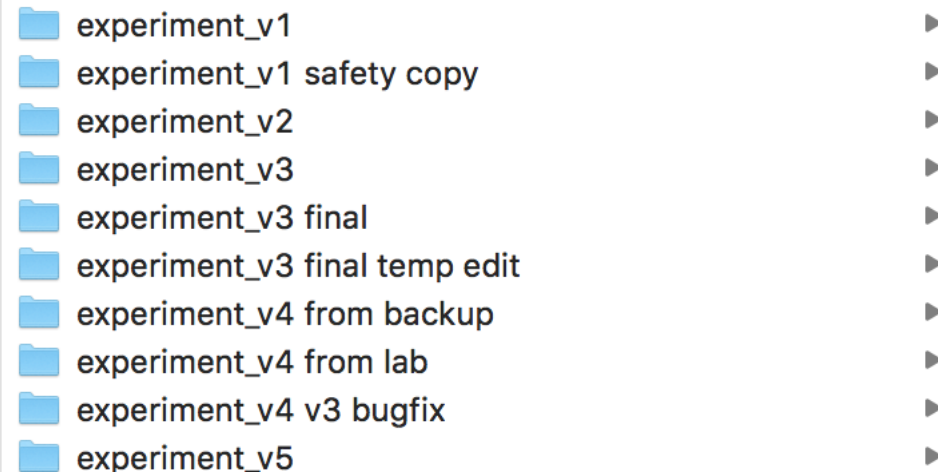 experiment_v1
experiment_v1 safety copy
experiment_v2
experiment_v3
experiment_v3 final
experiment_v3 final temp edit
experiment_v4 from backup
experiment_v4 from lab
experiment_v4 v3 bugfix
experiment_v5